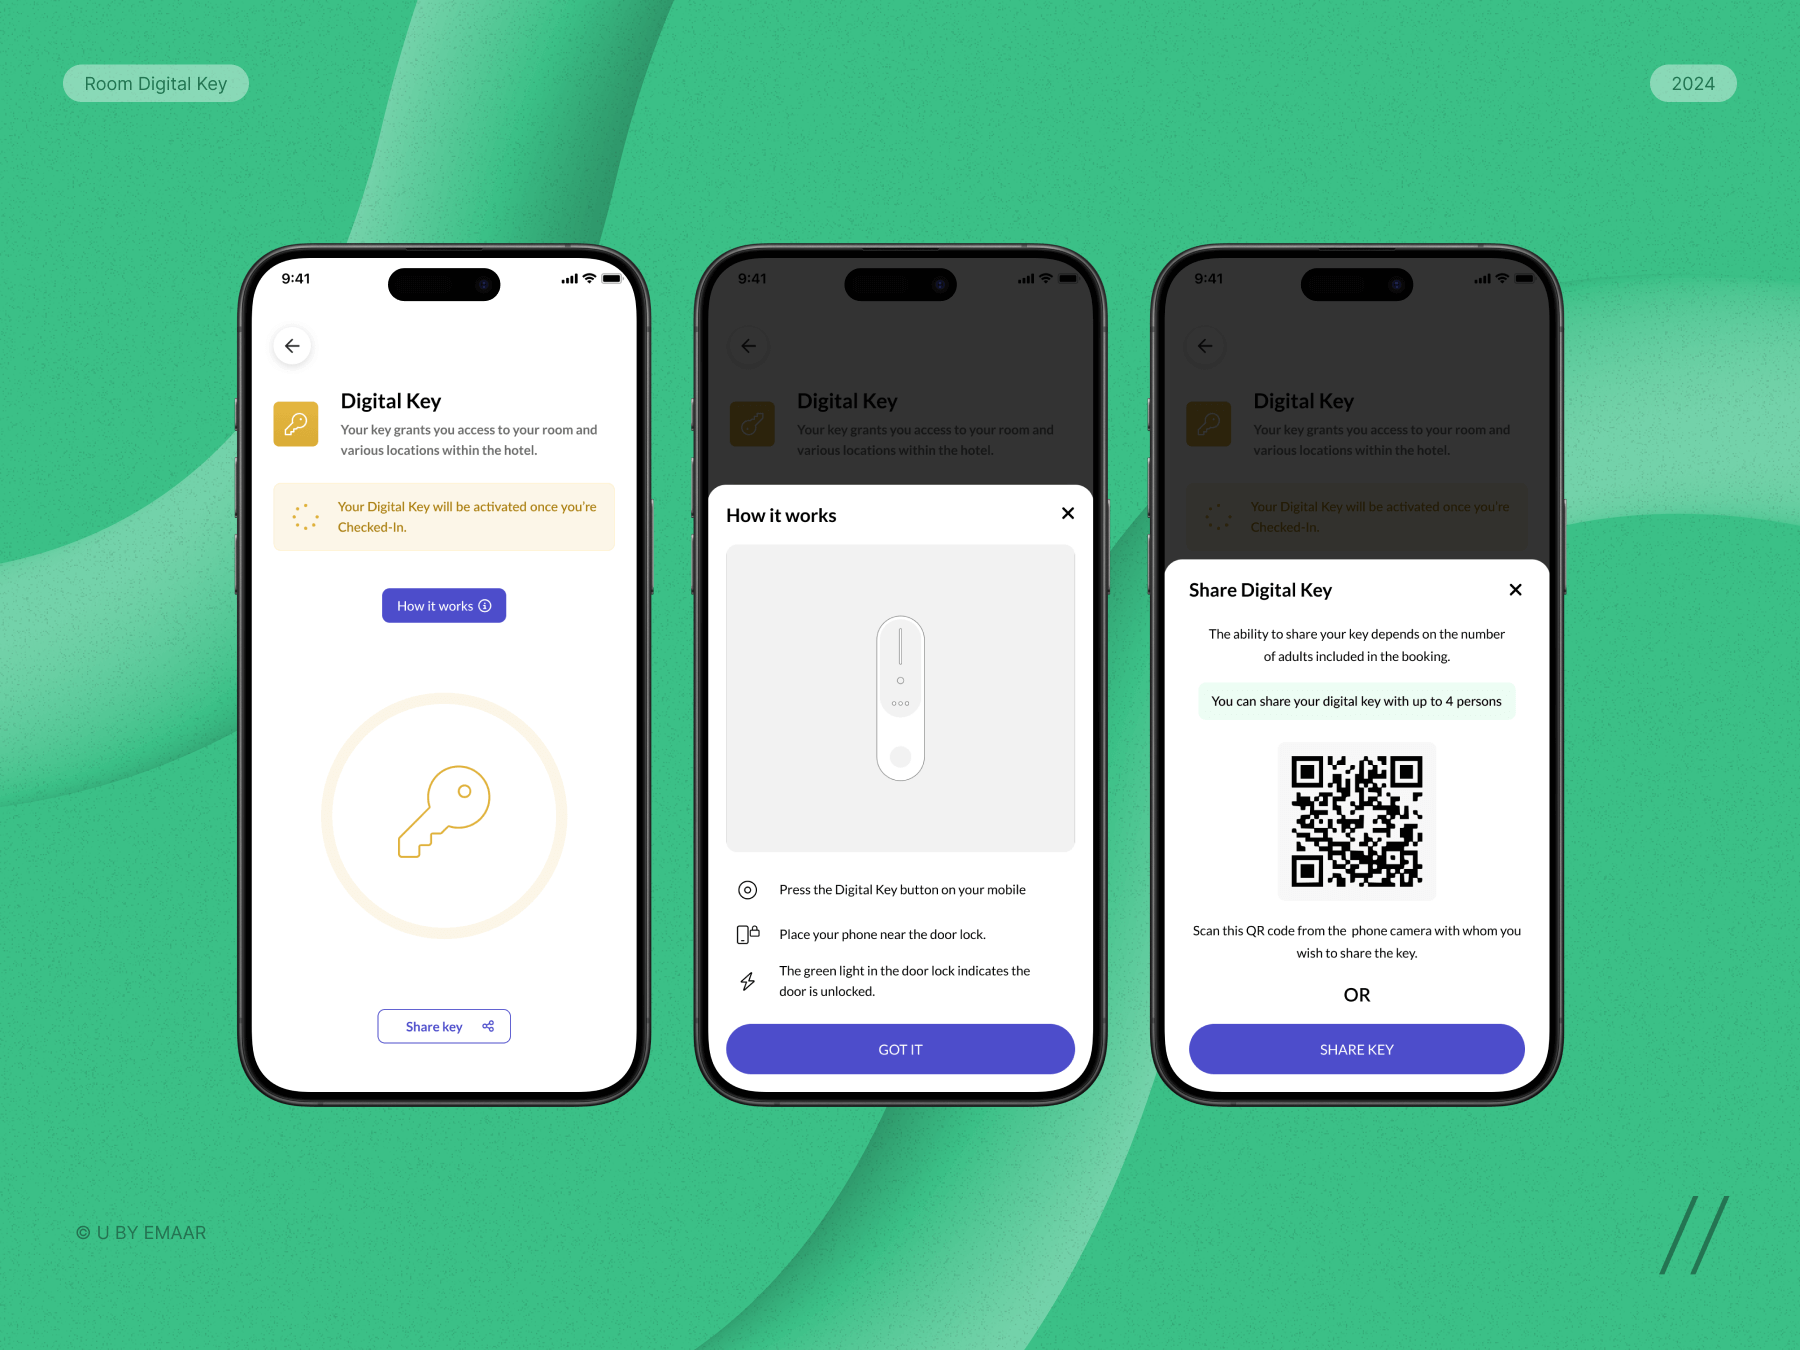 Room Digital Key
2024
9:41
Digital Key
Your key grants you access to your room and
various locations within the hotel.
Your Digital Key will be activated once you're
Checked-In.
How it works
Share key
9:41
Digital Key
Your key grants you access to your room and
various locations within the hotel.
How it works
Press the Digital Key button on your mobile
Place your phone near the door lock.
The green light in the door lock indicates the
door is unlocked.
GOT IT
9:41
Digital Key
Your key grants you access to your room and
various locations within the hotel.
Your Digital Key will be activated once you're
Checked-In.
Share Digital Key
The ability to share your key depends on the number
of adults included in the booking.
You can share your digital key with up to 4 persons
Scan this QR code from the phone camera with whom you
wish to share the key.
OR
SHARE KEY
© U BY EMAAR
//